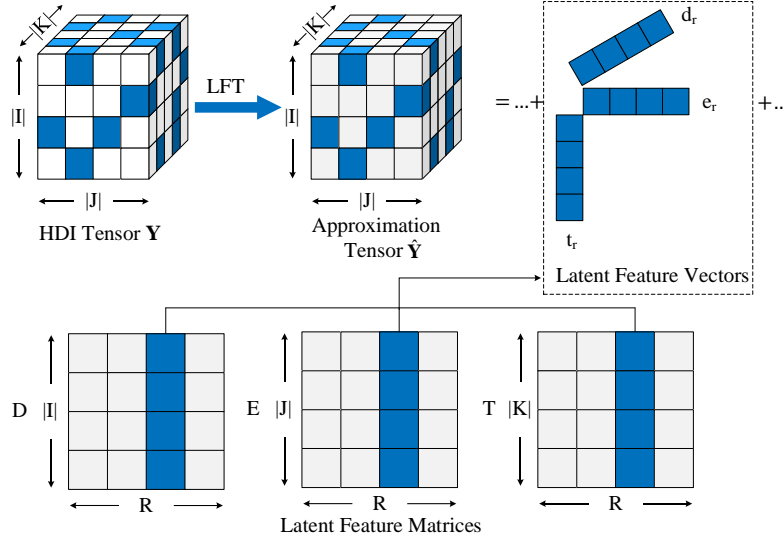 |K|
|K|
LFT
|I|
|I|
|J|
|J|
HDI Tensor Y
Approximation
Tensor Ŷ
= ...+
d_r
e_r
t_r
+...
Latent Feature Vectors
D
|I|
R
E
|J|
R
T
|K|
R
Latent Feature Matrices